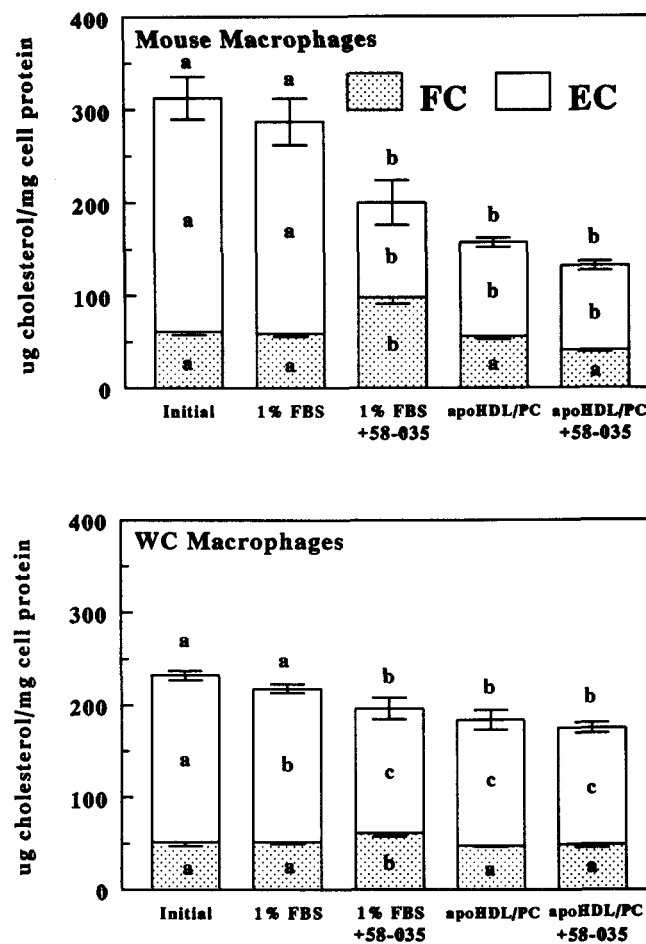 400
Mouse Macrophages
a
a
FC
EC
300
b
200
b
b
a
a
b
100
b
b
b
a
a
a
a
0
Initial
1% FBS
1% FBS
+58-035
apoHDL/PC
apoHDL/PC
+58-035
ug cholesterol/mg cell protein
400
WC Macrophages
300
a
a
b
b
b
200
a
b
c
c
c
100
a
a
b
a
a
0
Initial
1% FBS
1% FBS
+58-035
apoHDL/PC
apoHDL/PC
+58-035
ug cholesterol/mg cell protein